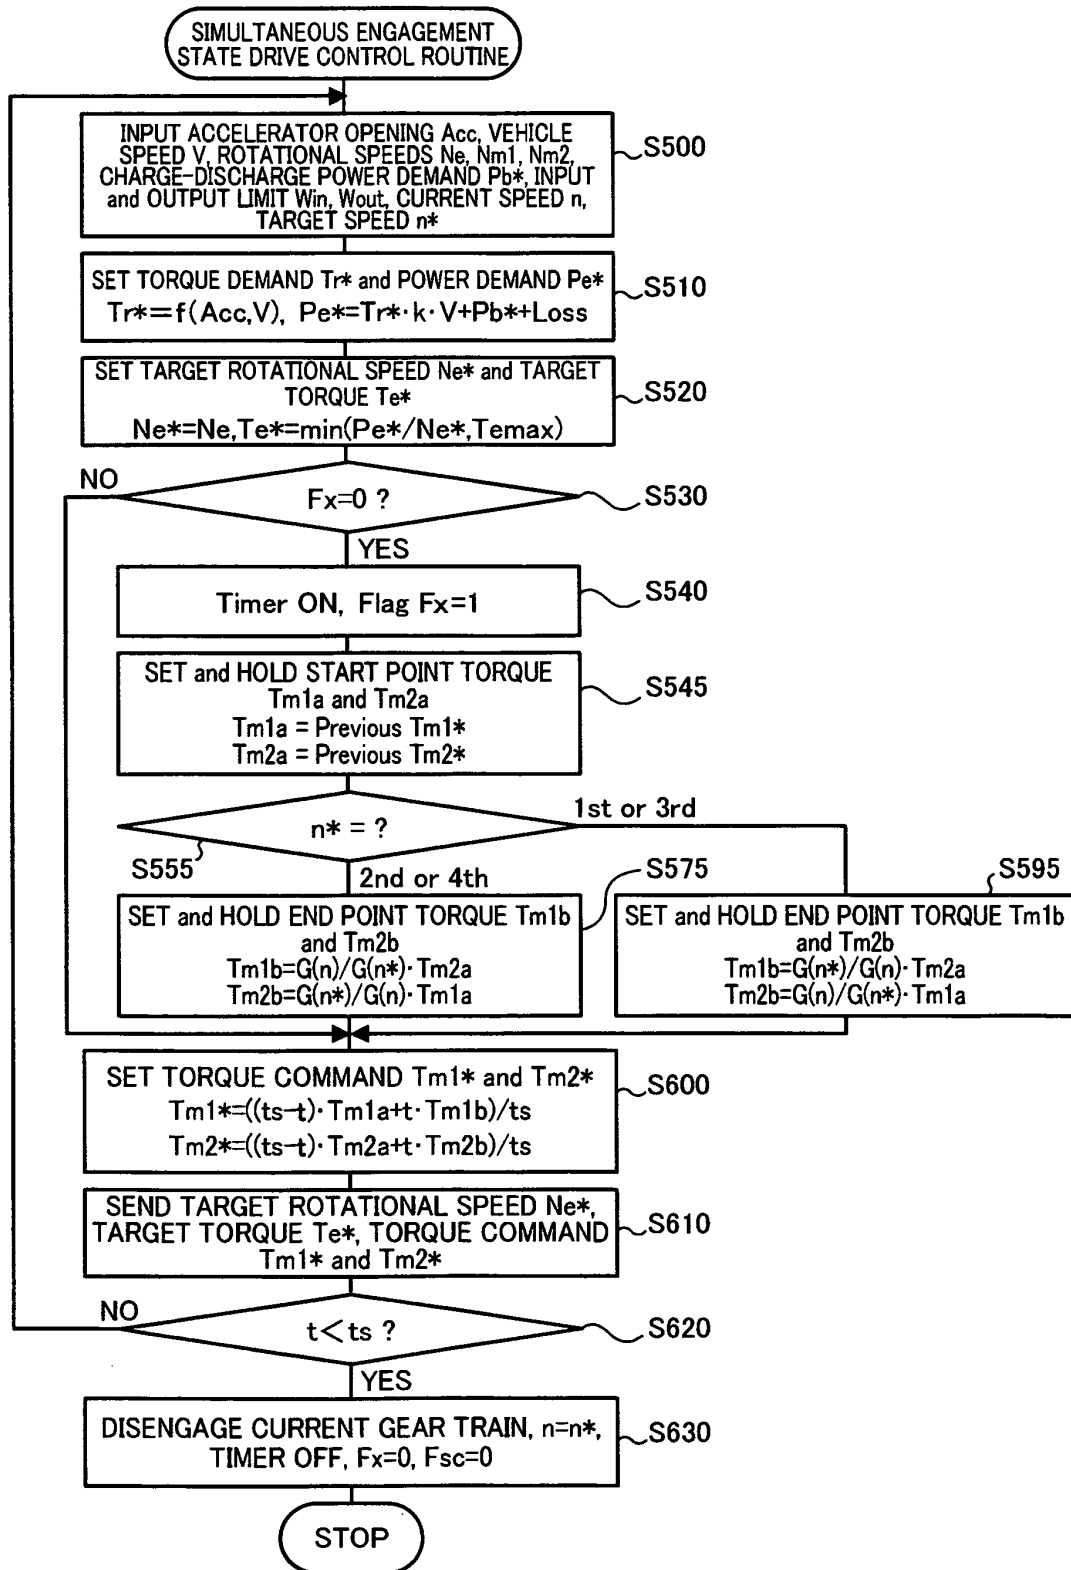 SIMULTANEOUS ENGAGEMENT
STATE DRIVE CONTROL ROUTINE
INPUT ACCELERATOR OPENING Acc, VEHICLE
SPEED V, ROTATIONAL SPEEDS Ne, Nm1, Nm2,
CHARGE-DISCHARGE POWER DEMAND Pb*, INPUT
and OUTPUT LIMIT Win, Wout, CURRENT SPEED n,
TARGET SPEED n*
S500
SET TORQUE DEMAND Tr* and POWER DEMAND Pe*
Tr*=f(Acc,V), Pe*=Tr*·k·V+Pb*+Loss
S510
SET TARGET ROTATIONAL SPEED Ne* and TARGET
TORQUE Te*
Ne*=Ne,Te*=min(Pe*/Ne*,Temax)
S520
NO
Fx=0 ?
S530
YES
Timer ON, Flag Fx=1
S540
SET and HOLD START POINT TORQUE
Tm1a and Tm2a
Tm1a = Previous Tm1*
Tm2a = Previous Tm2*
S545
n* = ?
1st or 3rd
S555
2nd or 4th
S575
S595
SET and HOLD END POINT TORQUE Tm1b
and Tm2b
Tm1b=G(n)/G(n*)·Tm2a
Tm2b=G(n*)/G(n)·Tm1a
SET and HOLD END POINT TORQUE Tm1b
and Tm2b
Tm1b=G(n*)/G(n)·Tm2a
Tm2b=G(n)/G(n*)·Tm1a
SET TORQUE COMMAND Tm1* and Tm2*
Tm1*=((ts-t)·Tm1a+t·Tm1b)/ts
Tm2*=((ts-t)·Tm2a+t·Tm2b)/ts
S600
SEND TARGET ROTATIONAL SPEED Ne*,
TARGET TORQUE Te*, TORQUE COMMAND
Tm1* and Tm2*
S610
NO
t<ts ?
S620
YES
DISENGAGE CURRENT GEAR TRAIN, n=n*,
TIMER OFF, Fx=0, Fsc=0
S630
STOP